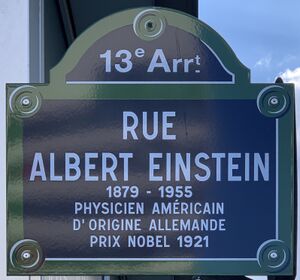 13e Arrt.
RUE
ALBERT EINSTEIN
1879 - 1955
PHYSICIEN AMÉRICAIN
D'ORIGINE ALLEMANDE
PRIX NOBEL 1921